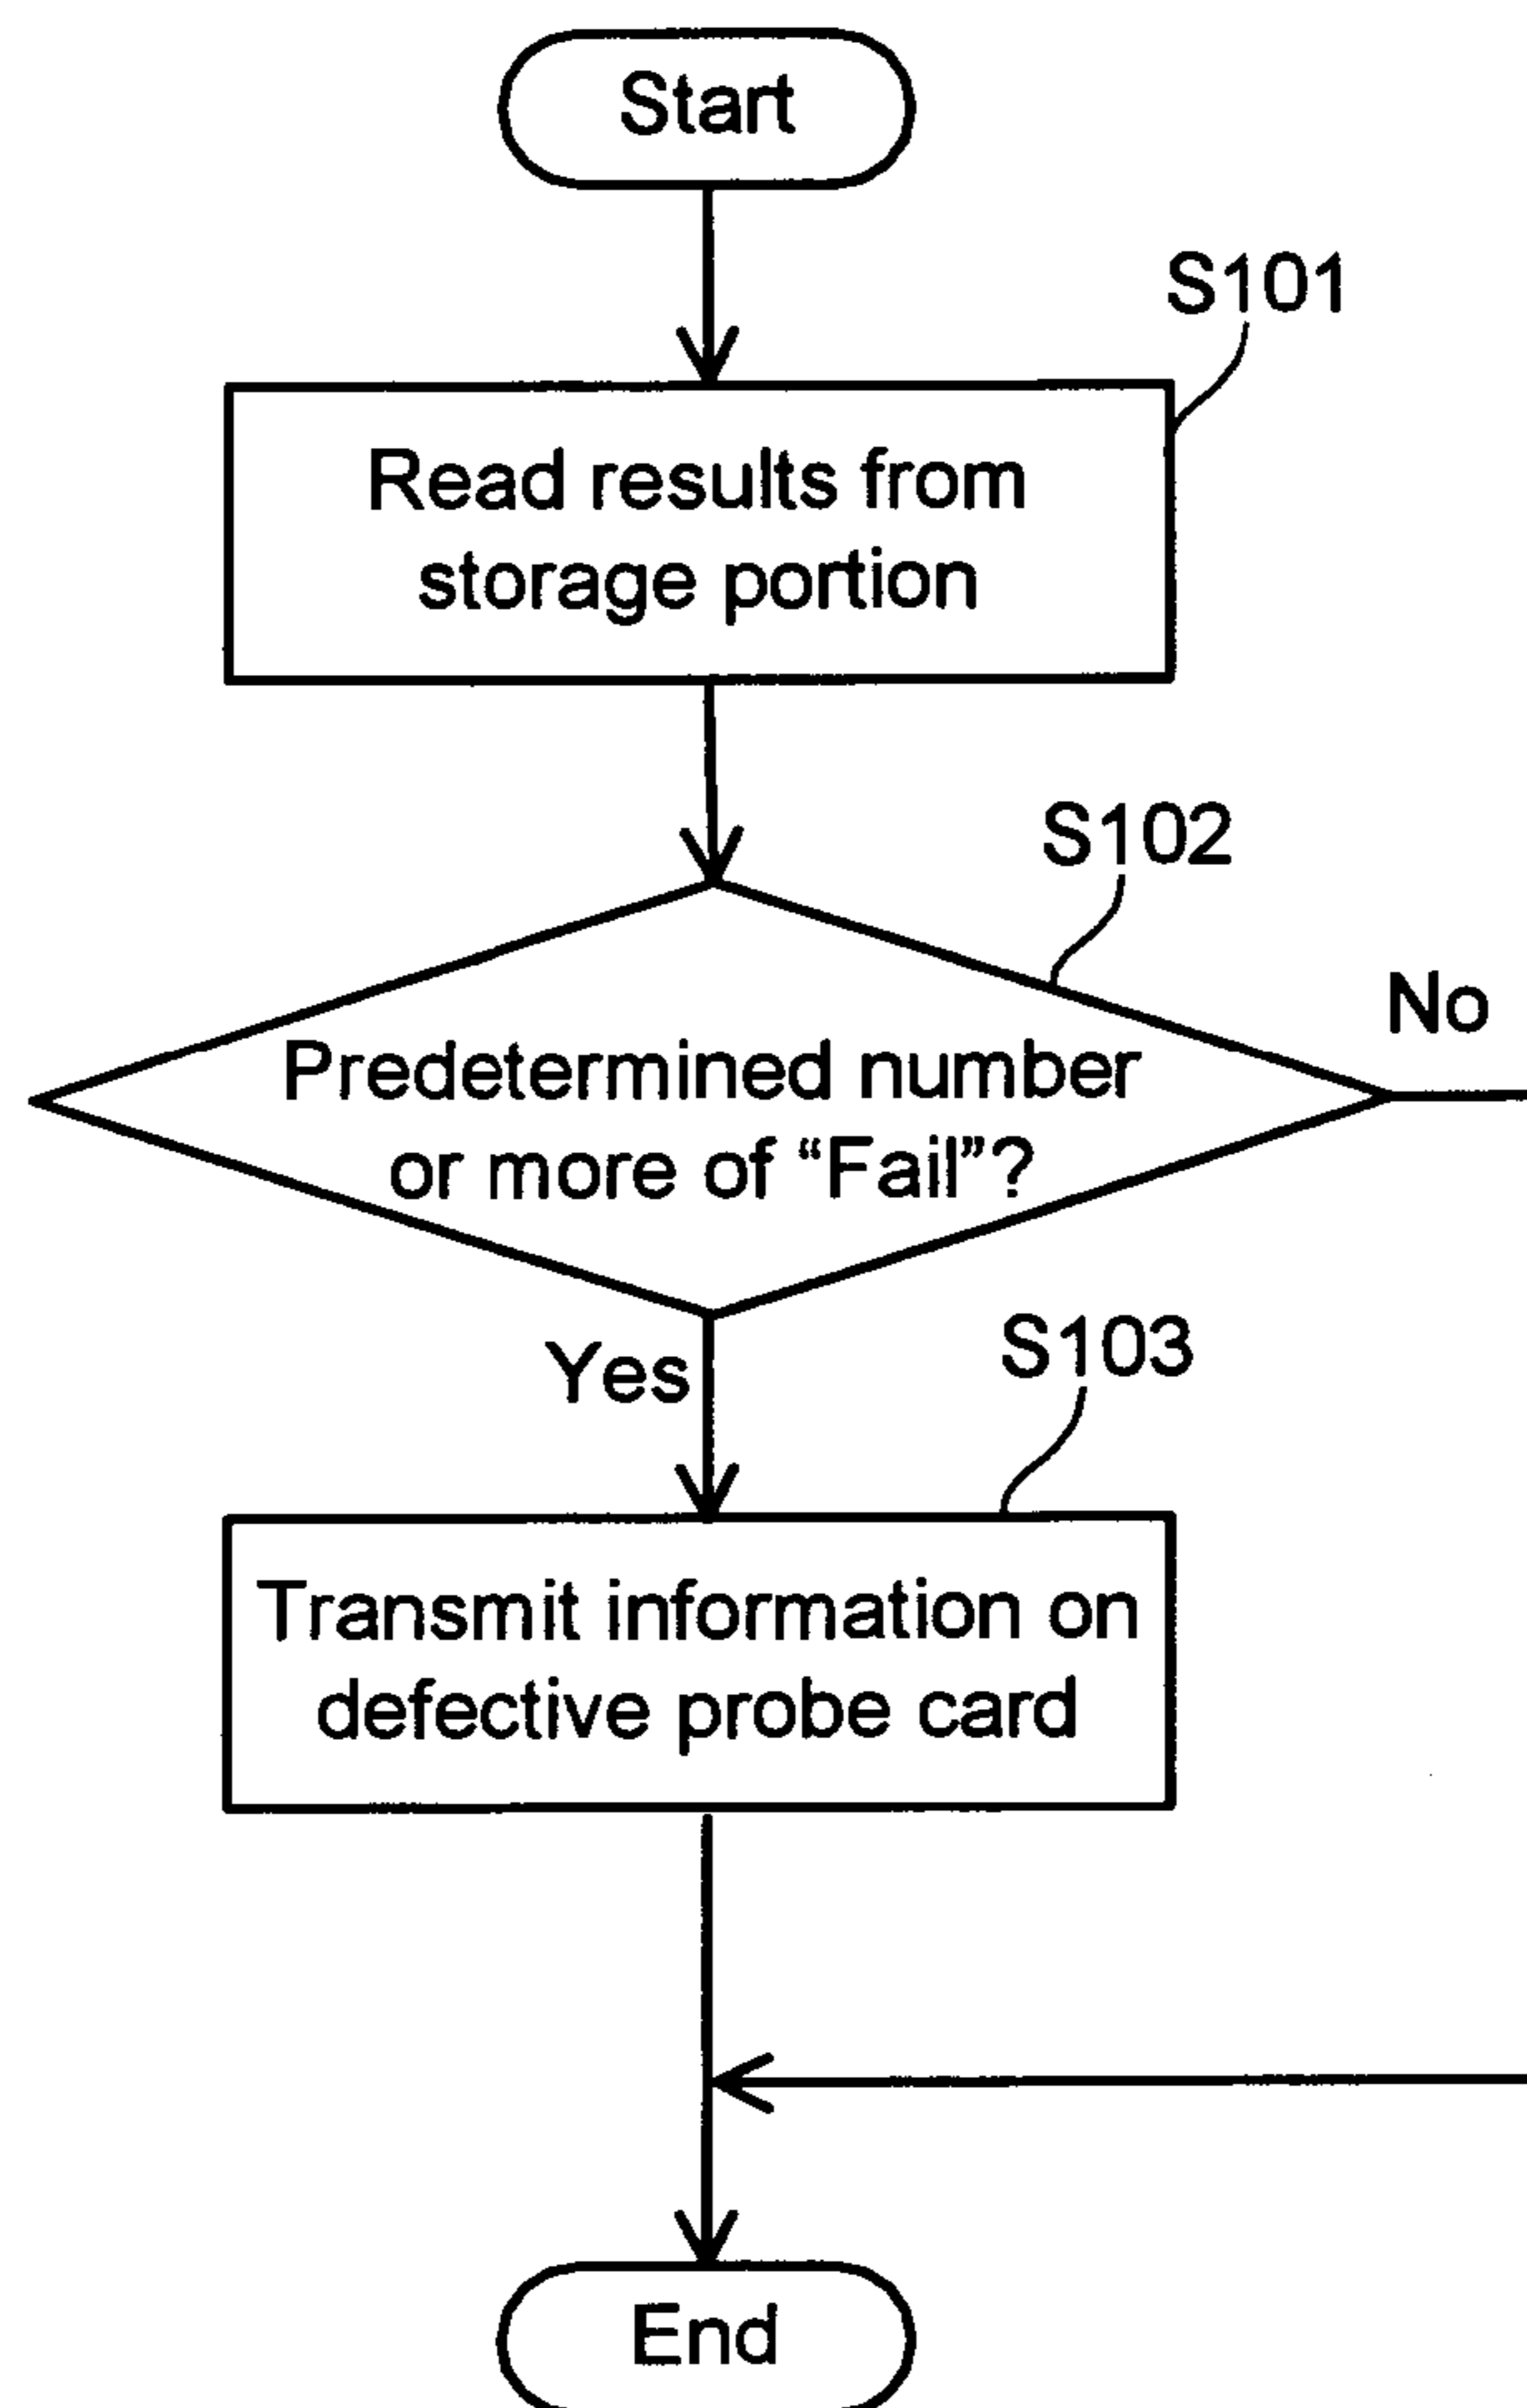 Start
S101
Read results from
storage portion
S102
No
Predetermined number
or more of “Fail”?
Yes
S103
Transmit information on
defective probe card
End